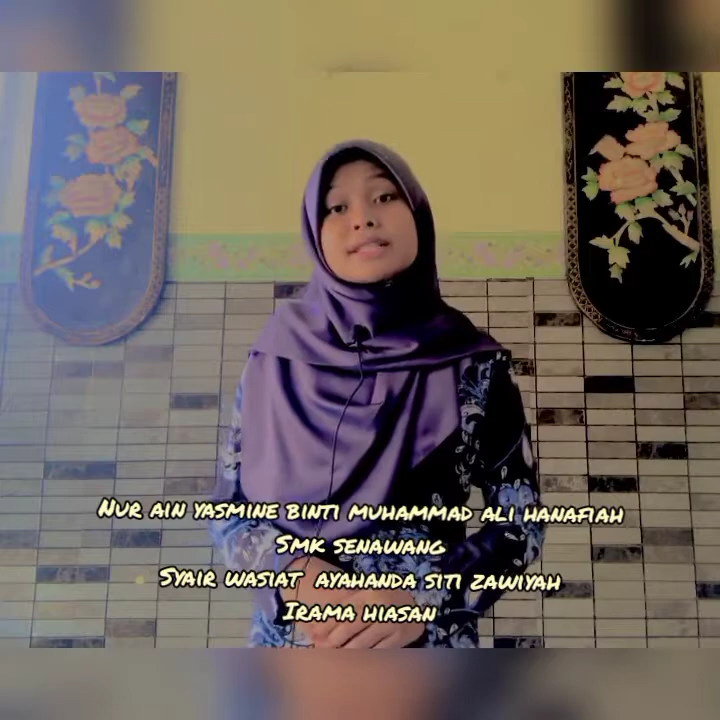 Nur ain yasmine binti muhammad ali hanafiah
Smk senawang
Syair wasiat ayahanda siti zawiyah
Irama hiasan